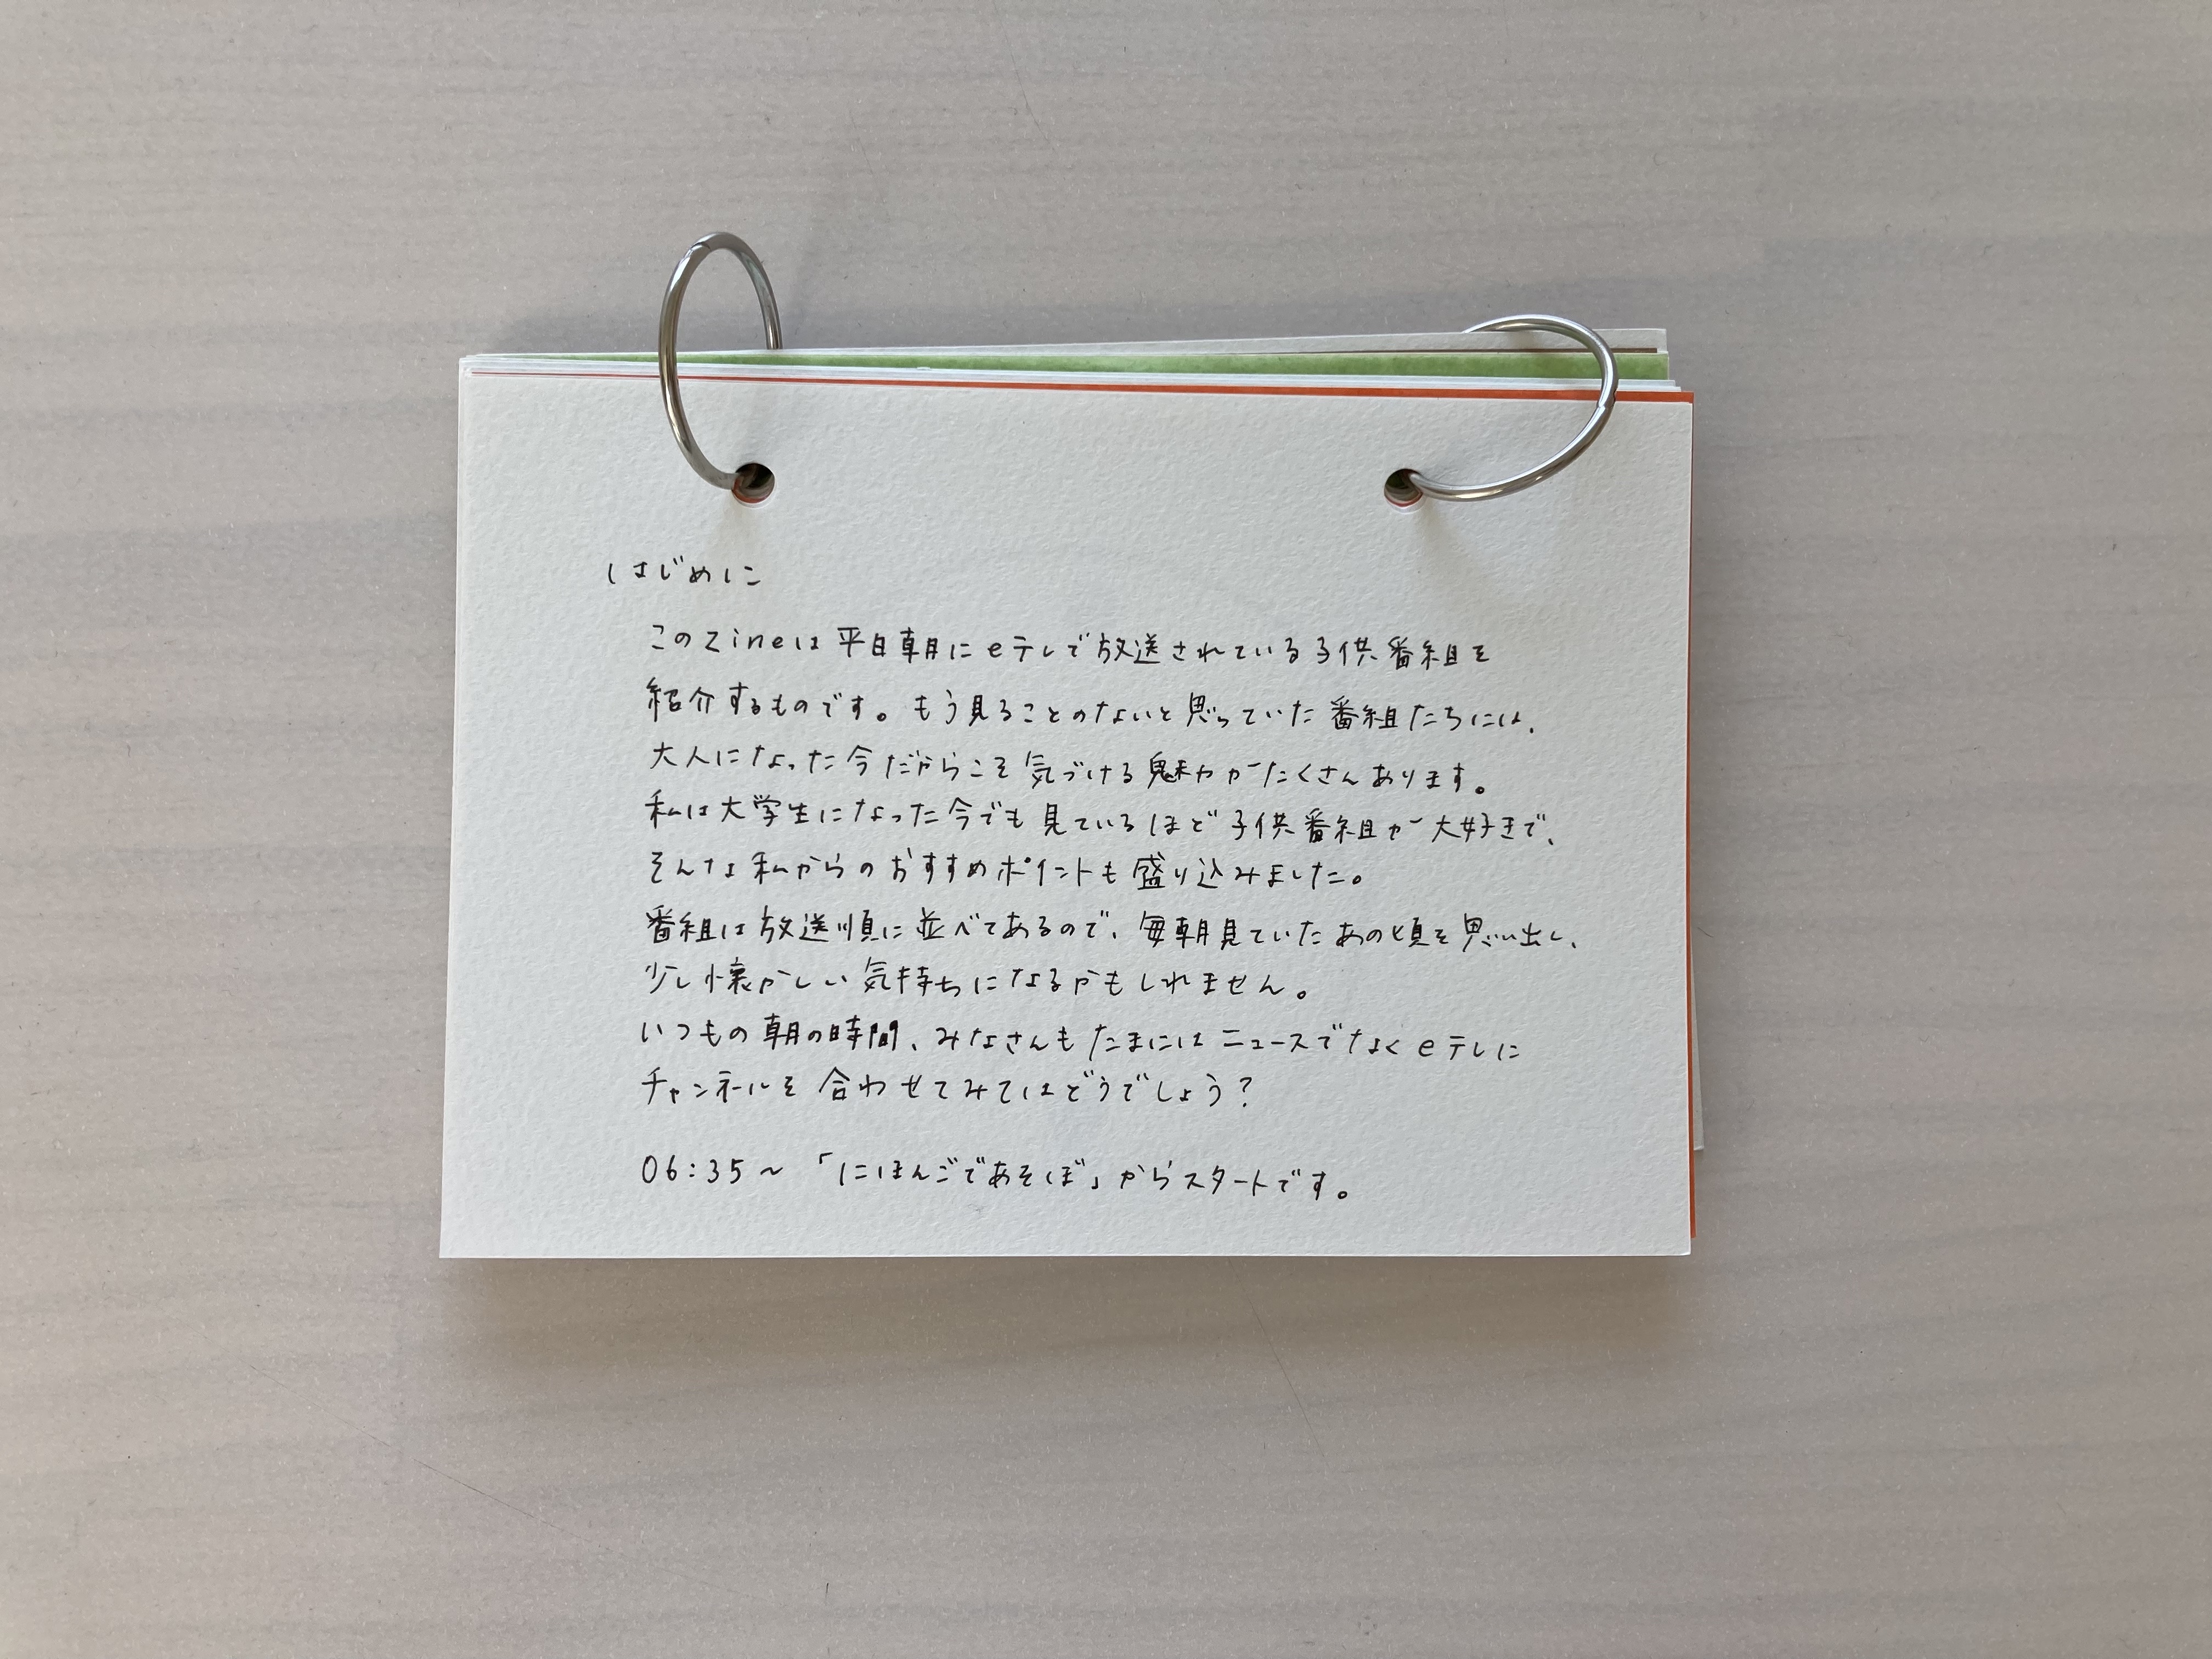 はじめに
このZineは平日朝にeテレで放送されている子供番組を
紹介するものです。もう見ることのないと思っていた番組たちには、
大人になった今だからこそ気づける魅力がたくさんあります。
私は大学生になった今でも見ているほど子供番組が大好きで、
そんな私からのおすすめポイントも盛り込みました。
番組は放送順に並べてあるので、毎朝見ていたあの頃を思い出し、
少し懐かしい気持ちになるかもしれません。
いつもの朝の時間、みなさんもたまにはニュースでなくeテレに
チャンネルを合わせてみてはどうでしょう？
06:35～「にほんごであそぼ」からスタートです。